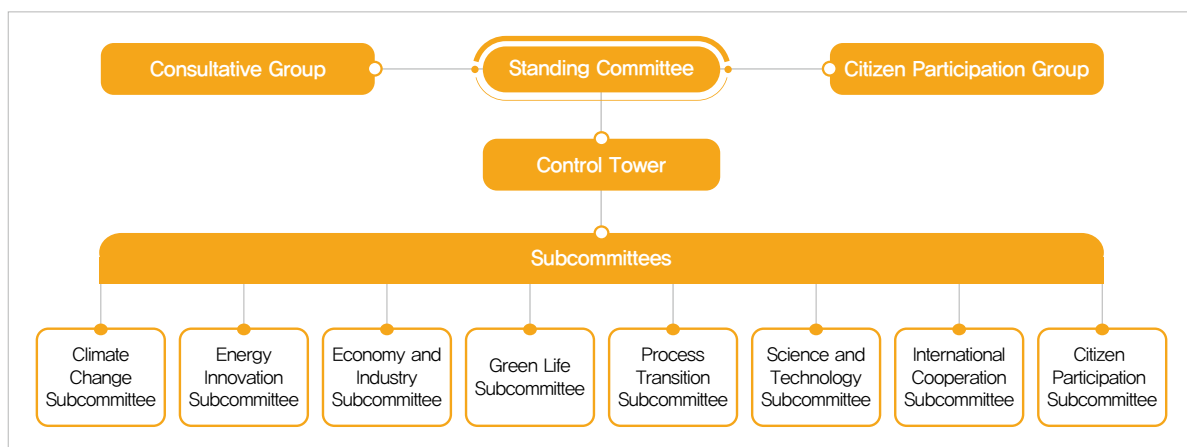 Consultative Group
Standing Committee
Citizen Participation Group
Control Tower
Subcommittees
Climate
Change
Subcommittee
Energy
Innovation
Subcommittee
Economy and
Industry
Subcommittee
Green Life
Subcommittee
Process
Transition
Subcommittee
Science and
Technology
Subcommittee
International
Cooperation
Subcommittee
Citizen
Participation
Subcommittee